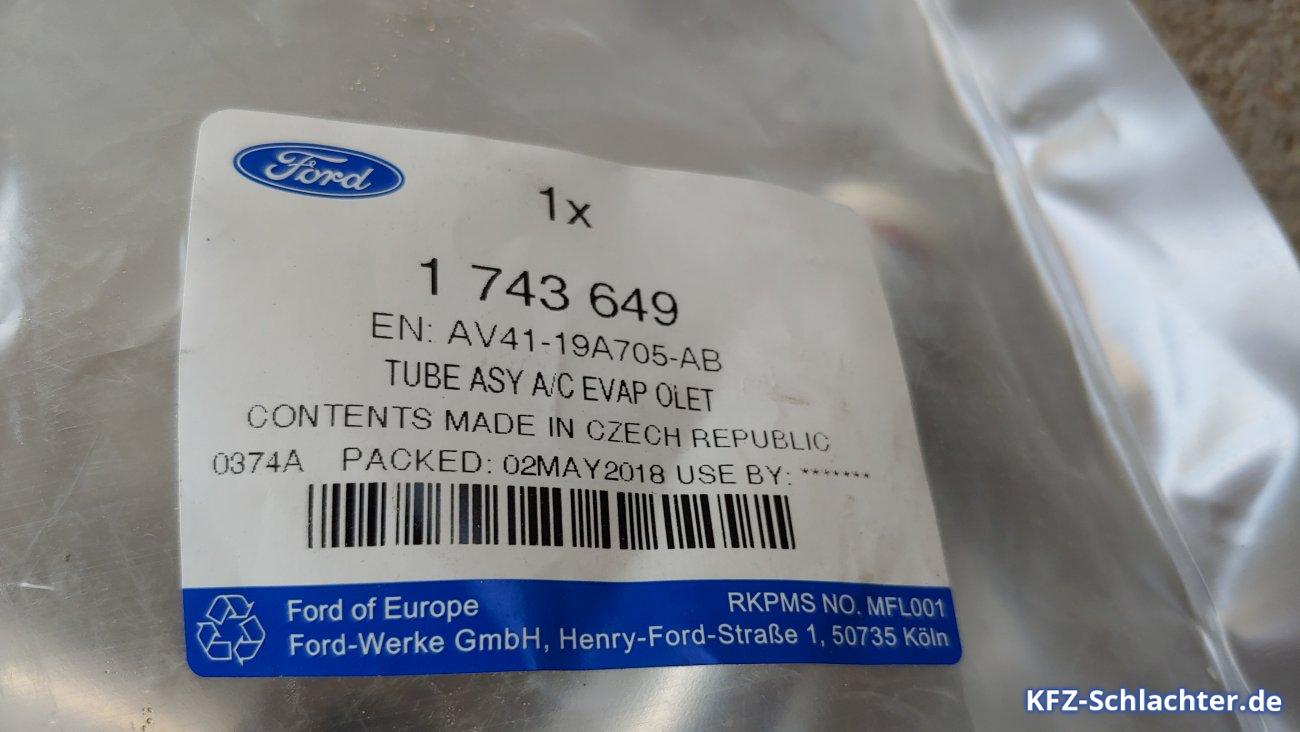 Ford
1x
1 743 649
EN: AV41-19A705-AB
TUBE ASY A/C EVAP OLET
CONTENTS MADE IN CZECH REPUBLIC
0374A PACKED: 02MAY2018 USE BY: *******
Ford of Europe RKPMS NO. MFL001
Ford-Werke GmbH, Henry-Ford-Straße 1, 50735 Köln
KFZ-Schlachter.de